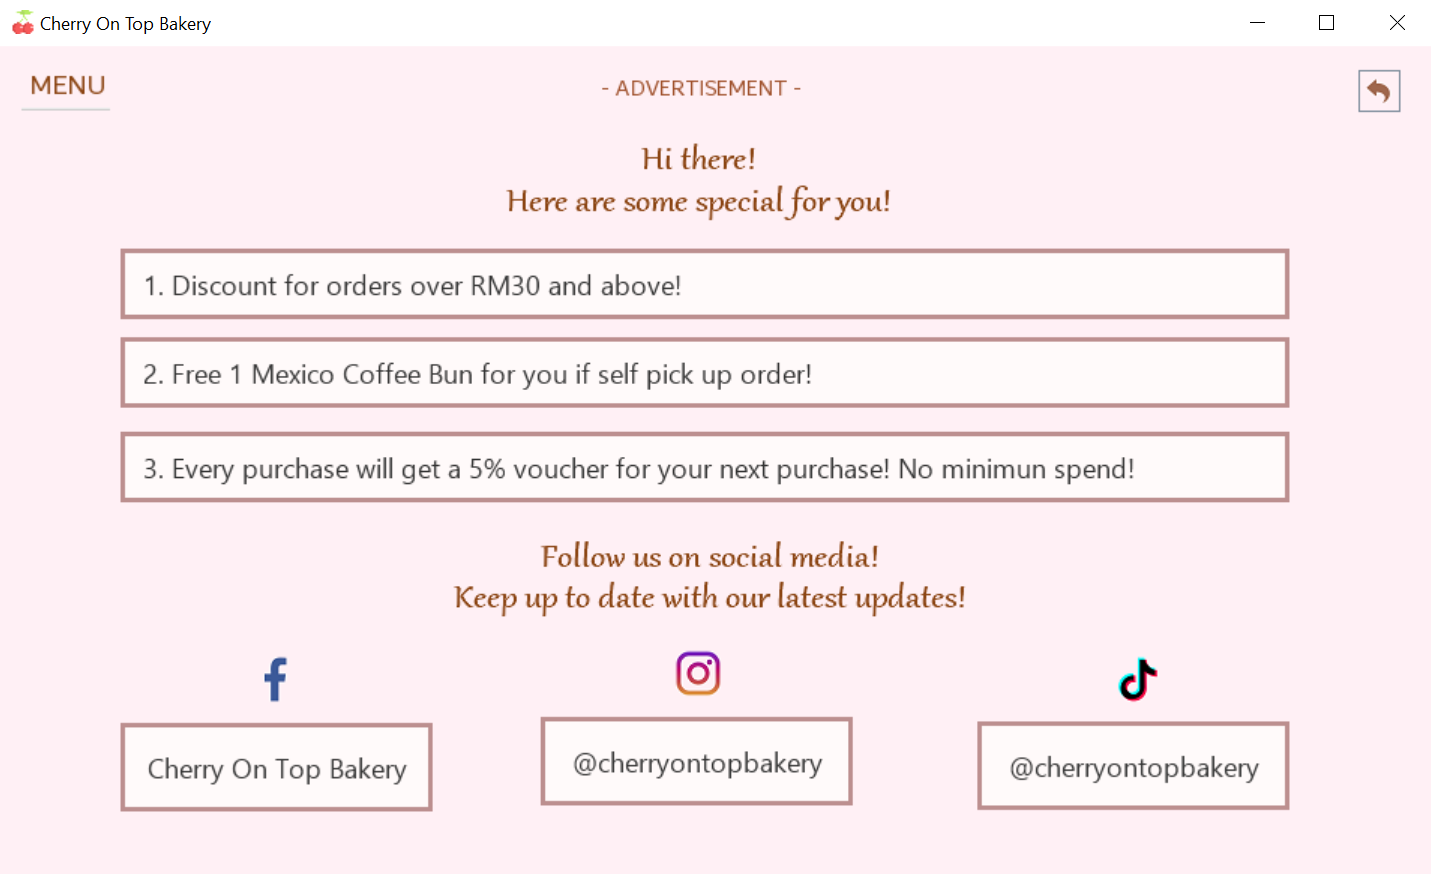 Cherry On Top Bakery
MENU
- ADVERTISEMENT -
Hi there!
Here are some special for you!
1. Discount for orders over RM30 and above!
2. Free 1 Mexico Coffee Bun for you if self pick up order!
3. Every purchase will get a 5% voucher for your next purchase! No minimun spend!
Follow us on social media!
Keep up to date with our latest updates!
Cherry On Top Bakery
@cherryontopbakery
@cherryontopbakery